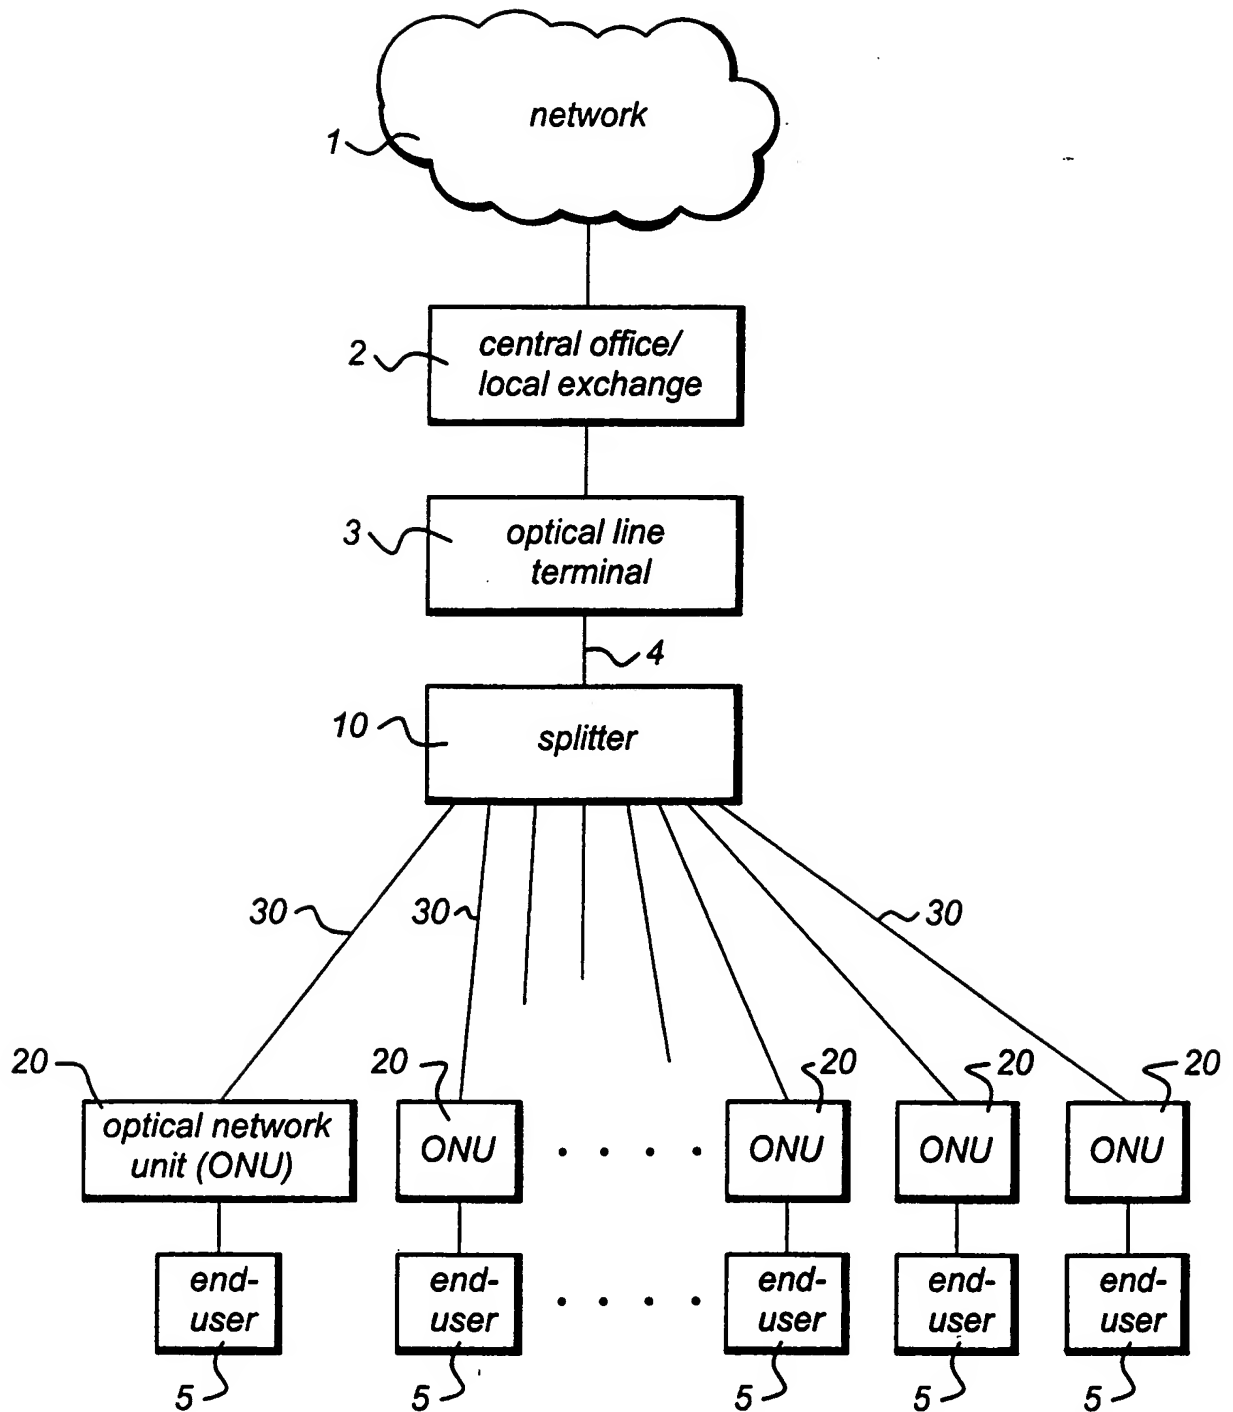 network
1
2
central office/
local exchange
3
optical line
terminal
4
10
splitter
30
30
30
20
20
20
20
20
optical network
unit (ONU)
ONU
ONU
ONU
ONU
end-
user
end-
user
end-
user
end-
user
end-
user
5
5
5
5
5